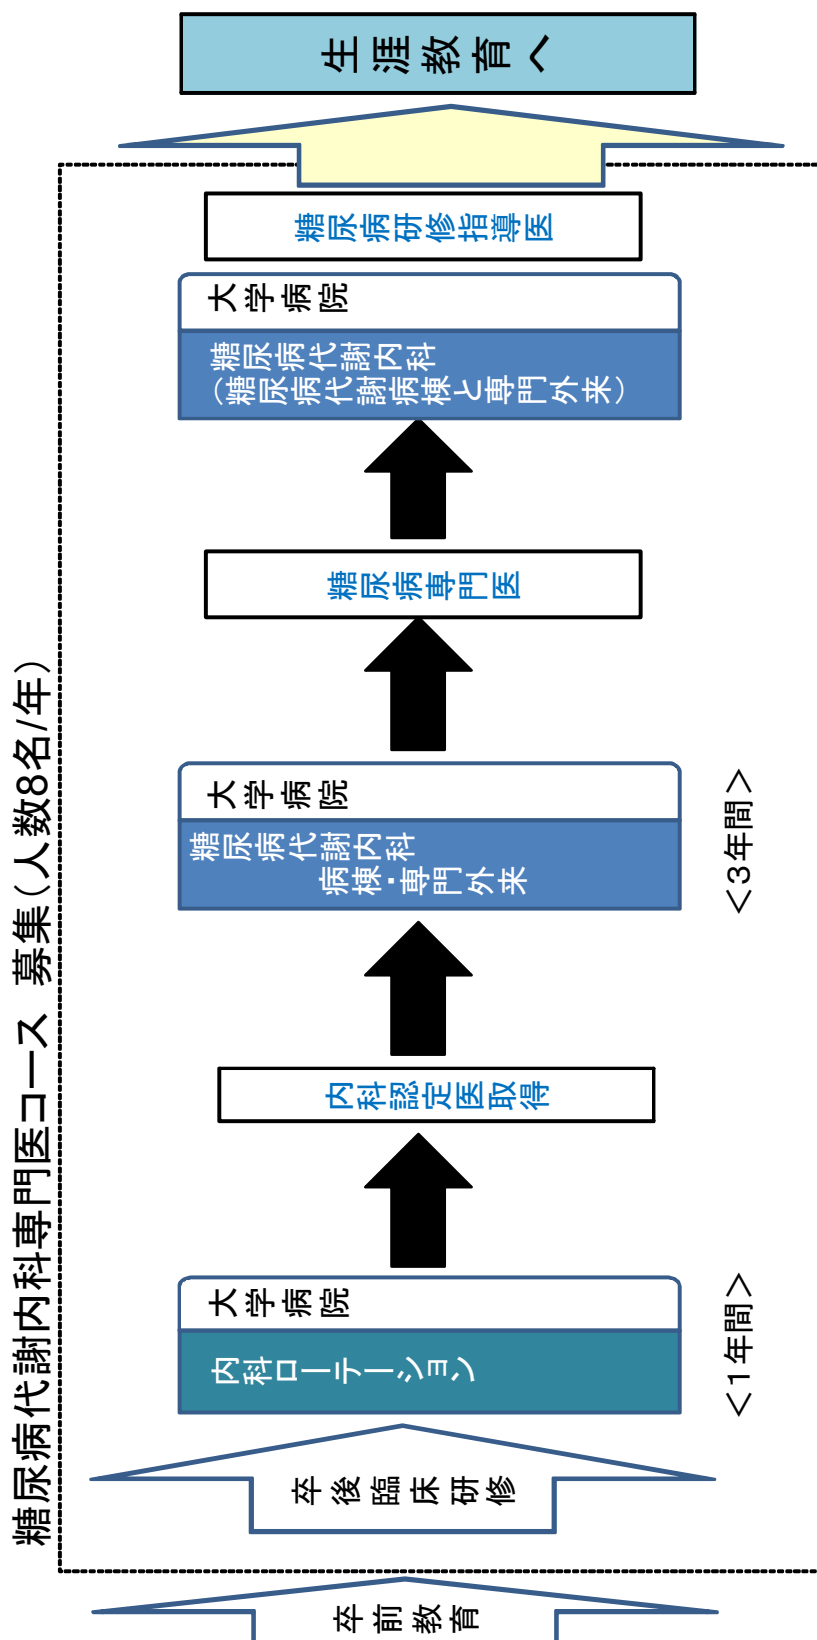 糖尿病代謝内科専門医コース 募集(人数8名/年)
卒前教育
卒後臨床研修
大学病院
内科ローテーション
<1年間>
内科認定医取得
大学病院
糖尿病代謝内科
病棟・専門外来
<3年間>
糖尿病専門医
大学病院
糖尿病代謝内科
(糖尿病代謝病棟と専門外来)
糖尿病研修指導医
生涯教育へ